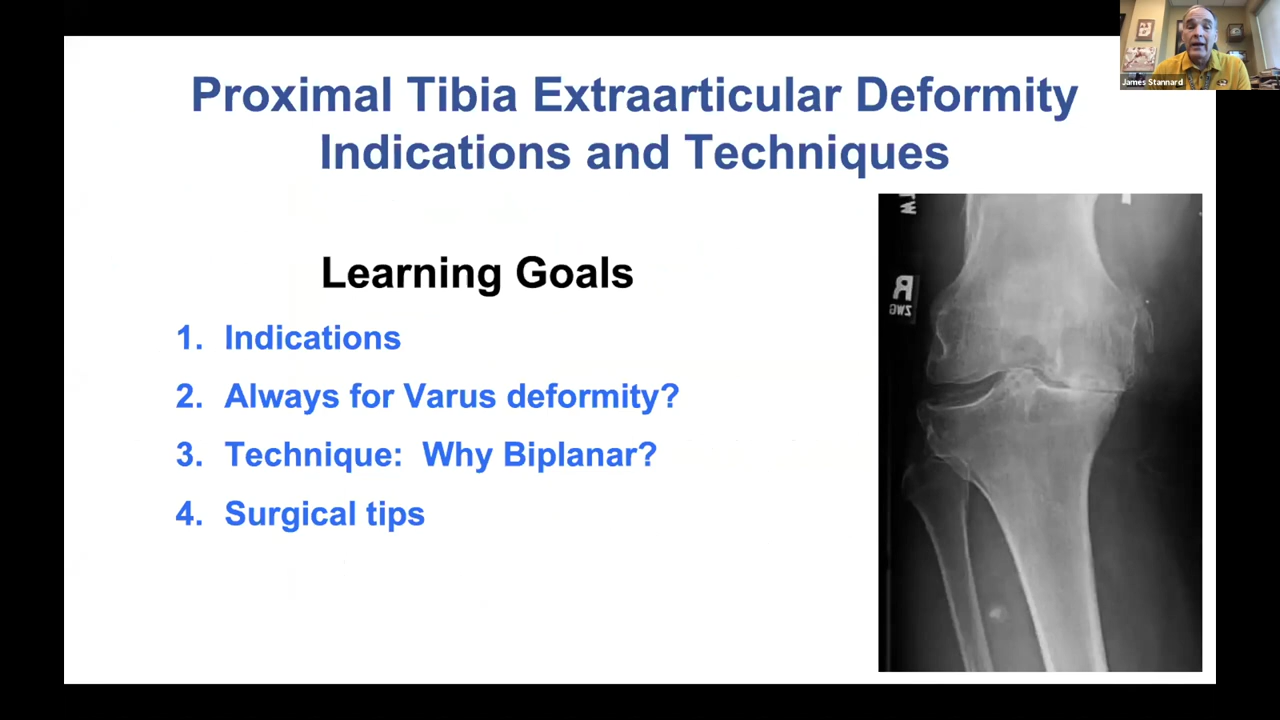 James Stannard
Proximal Tibia Extraarticular Deformity
Indications and Techniques
Learning Goals
1. Indications
2. Always for Varus deformity?
3. Technique: Why Biplanar?
4. Surgical tips
R
ZWG